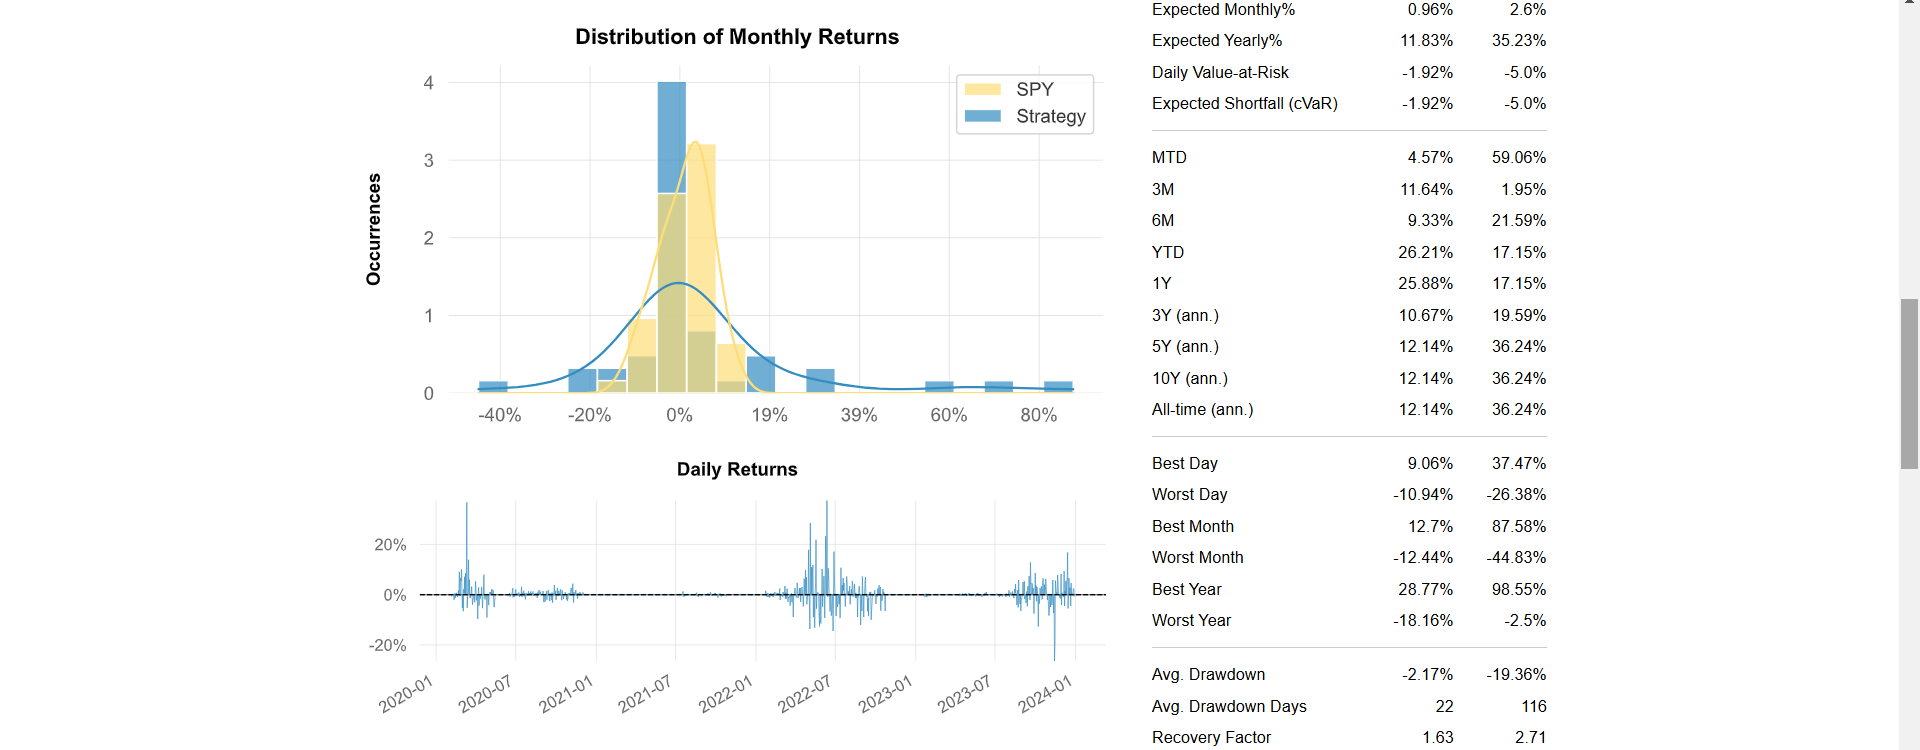 Distribution of Monthly Returns
4
3
2
1
0
Occurrences
SPY
Strategy
-40% -20% 0% 19% 39% 60% 80%
Daily Returns
20%
0%
-20%
2020-01 2020-07 2021-01 2021-07 2022-01 2022-07 2023-01 2023-07 2024-01
Expected Monthly% 0.96% 2.6%
Expected Yearly% 11.83% 35.23%
Daily Value-at-Risk -1.92% -5.0%
Expected Shortfall (cVaR) -1.92% -5.0%
MTD 4.57% 59.06%
3M 11.64% 1.95%
6M 9.33% 21.59%
YTD 26.21% 17.15%
1Y 25.88% 17.15%
3Y (ann.) 10.67% 19.59%
5Y (ann.) 12.14% 36.24%
10Y (ann.) 12.14% 36.24%
All-time (ann.) 12.14% 36.24%
Best Day 9.06% 37.47%
Worst Day -10.94% -26.38%
Best Month 12.7% 87.58%
Worst Month -12.44% -44.83%
Best Year 28.77% 98.55%
Worst Year -18.16% -2.5%
Avg. Drawdown -2.17% -19.36%
Avg. Drawdown Days 22 116
Recovery Factor 1.63 2.71